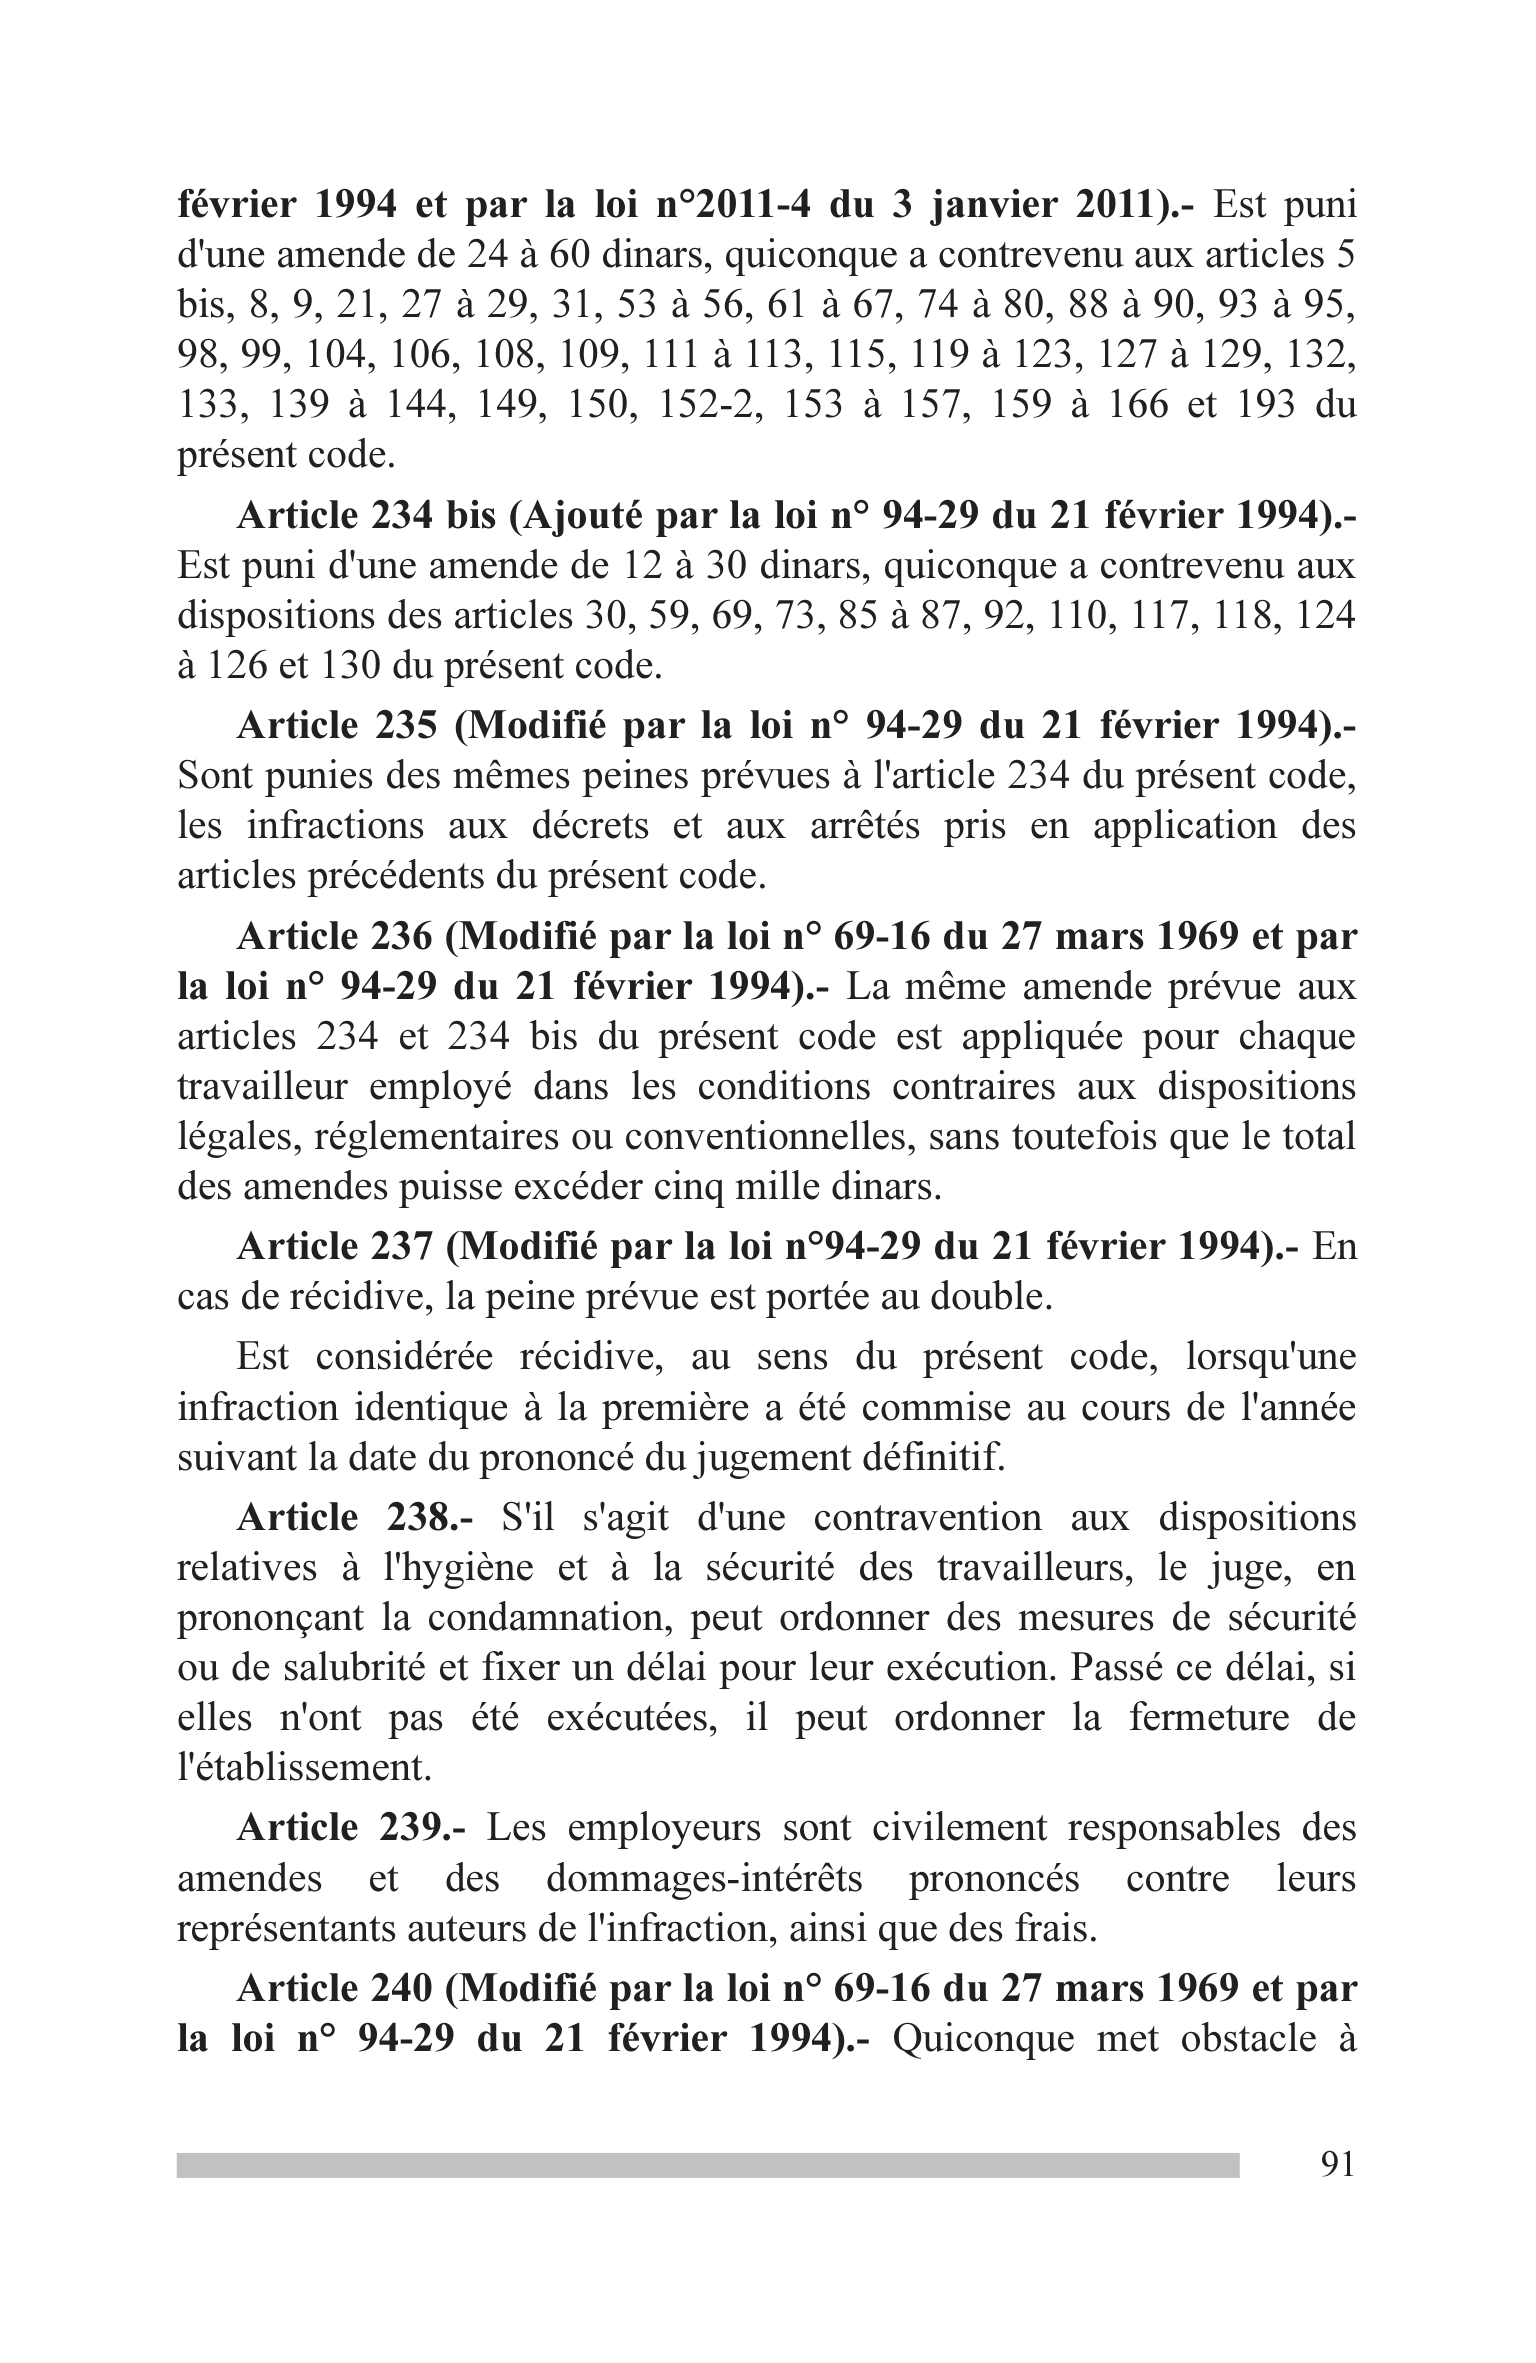 février 1994 et par la loi n°2011-4 du 3 janvier 2011).- Est puni
d'une amende de 24 à 60 dinars, quiconque a contrevenu aux articles 5
bis, 8, 9, 21, 27 à 29, 31, 53 à 56, 61 à 67, 74 à 80, 88 à 90, 93 à 95,
98, 99, 104, 106, 108, 109, 111 à 113, 115, 119 à 123, 127 à 129, 132,
133, 139 à 144, 149, 150, 152-2, 153 à 157, 159 à 166 et 193 du
présent code.
Article 234 bis (Ajouté par la loi n° 94-29 du 21 février 1994).-
Est puni d'une amende de 12 à 30 dinars, quiconque a contrevenu aux
dispositions des articles 30, 59, 69, 73, 85 à 87, 92, 110, 117, 118, 124
à 126 et 130 du présent code.
Article 235 (Modifié par la loi n° 94-29 du 21 février 1994).-
Sont punies des mêmes peines prévues à l'article 234 du présent code,
les infractions aux décrets et aux arrêtés pris en application des
articles précédents du présent code.
Article 236 (Modifié par la loi n° 69-16 du 27 mars 1969 et par
la loi n° 94-29 du 21 février 1994).- La même amende prévue aux
articles 234 et 234 bis du présent code est appliquée pour chaque
travailleur employé dans les conditions contraires aux dispositions
légales, réglementaires ou conventionnelles, sans toutefois que le total
des amendes puisse excéder cinq mille dinars.
Article 237 (Modifié par la loi n°94-29 du 21 février 1994).- En
cas de récidive, la peine prévue est portée au double.
Est considérée récidive, au sens du présent code, lorsqu'une
infraction identique à la première a été commise au cours de l'année
suivant la date du prononcé du jugement définitif.
Article 238.- S'il s'agit d'une contravention aux dispositions
relatives à l'hygiène et à la sécurité des travailleurs, le juge, en
prononçant la condamnation, peut ordonner des mesures de sécurité
ou de salubrité et fixer un délai pour leur exécution. Passé ce délai, si
elles n'ont pas été exécutées, il peut ordonner la fermeture de
l'établissement.
Article 239.- Les employeurs sont civilement responsables des
amendes et des dommages-intérêts prononcés contre leurs
représentants auteurs de l'infraction, ainsi que des frais.
Article 240 (Modifié par la loi n° 69-16 du 27 mars 1969 et par
la loi n° 94-29 du 21 février 1994).- Quiconque met obstacle à
91